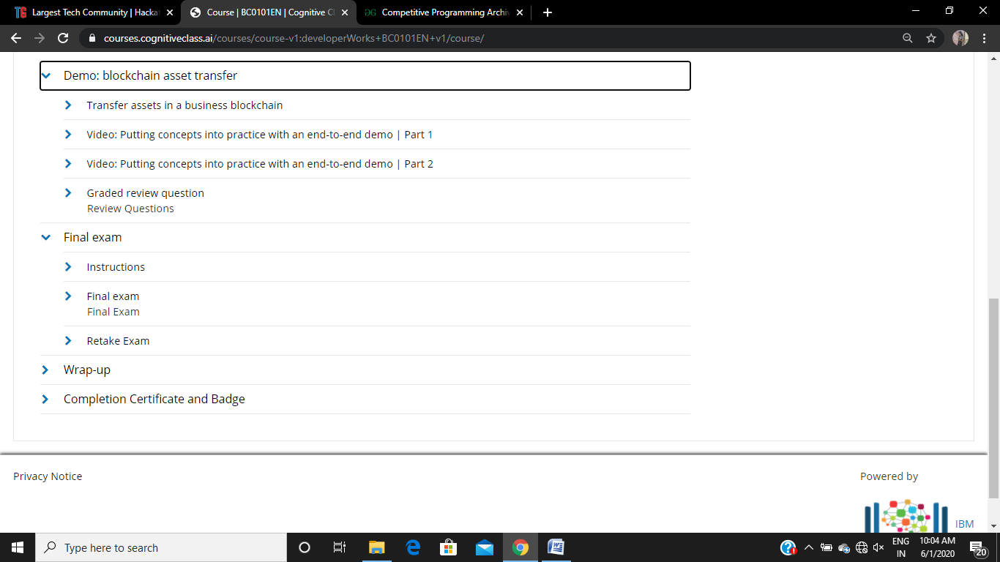 Largest Tech Community | Hacka
Course | BC0101EN | Cognitive Cl
Competitive Programming Archiv
courses.cognitiveclass.ai/courses/course-v1:developerWorks+BC0101EN+v1/course/
Demo: blockchain asset transfer
Transfer assets in a business blockchain
Video: Putting concepts into practice with an end-to-end demo | Part 1
Video: Putting concepts into practice with an end-to-end demo | Part 2
Graded review question
Review Questions
Final exam
Instructions
Final exam
Final Exam
Retake Exam
Wrap-up
Completion Certificate and Badge
Privacy Notice
Powered by
IBM
Type here to search
ENG
IN
10:04 AM
6/1/2020
20